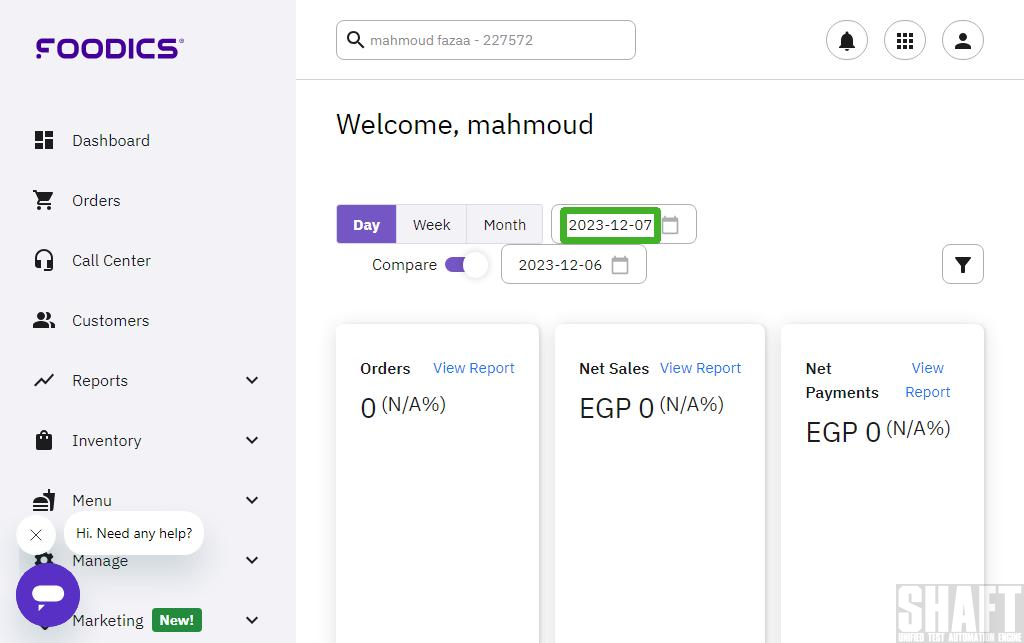 FOODICS®
Dashboard
Orders
Call Center
Customers
Reports
Inventory
Menu
Hi. Need any help?
Manage
Marketing New!
mahmoud fazaa - 227572
Welcome, mahmoud
Day Week Month 2023-12-07
Compare 2023-12-06
Orders View Report
0 (N/A%)
Net Sales View Report
EGP 0 (N/A%)
Net Payments View Report
EGP 0 (N/A%)
SHAFT
UNIFIED TEST AUTOMATION ENGINE